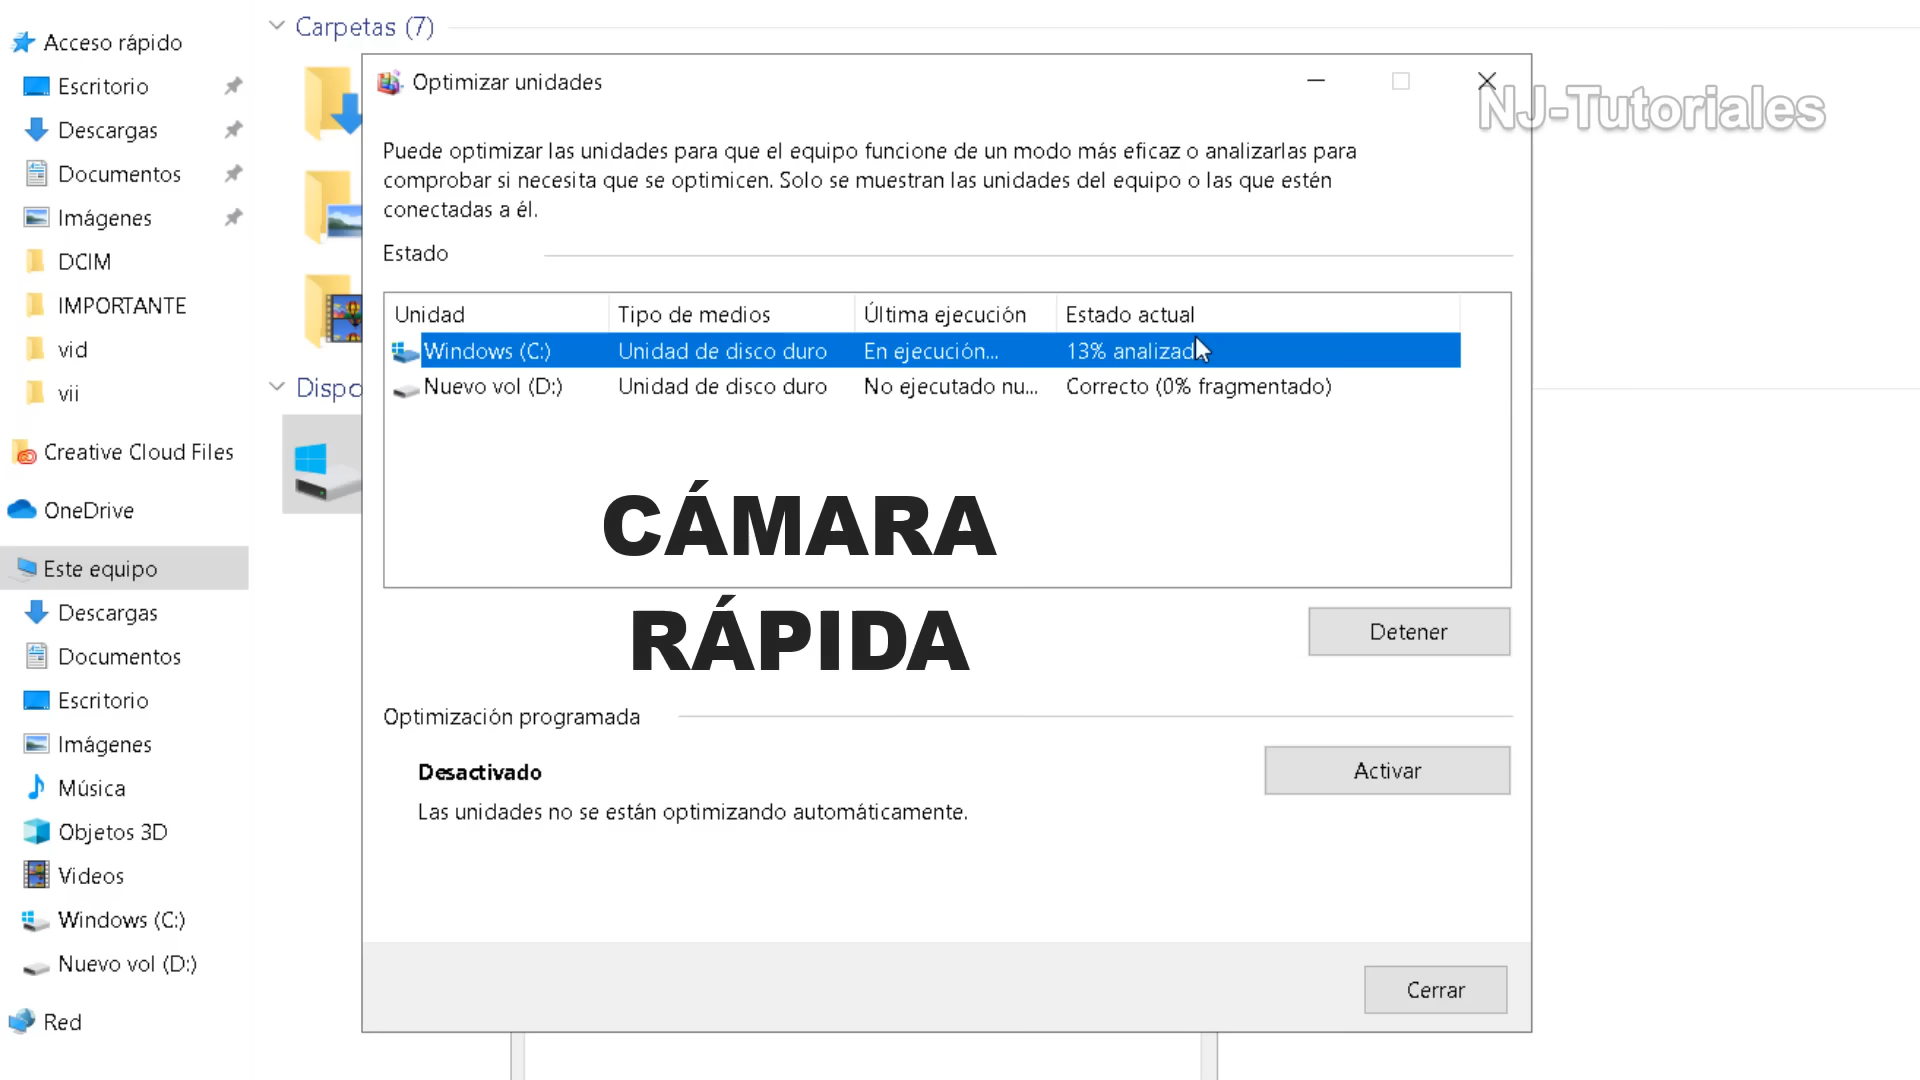 Acceso rápido
Escritorio
Descargas
Documentos
Imágenes
DCIM
IMPORTANTE
vid
vii
Creative Cloud Files
OneDrive
Este equipo
Descargas
Documentos
Escritorio
Imágenes
Música
Objetos 3D
Videos
Windows (C:)
Nuevo vol (D:)
Red
Carpetas (7)
Dispo
NJ-Tutoriales
Optimizar unidades
Puede optimizar las unidades para que el equipo funcione de un modo más eficaz o analizarlas para
comprobar si necesita que se optimicen. Solo se muestran las unidades del equipo o las que estén
conectadas a él.
Estado
Unidad Tipo de medios Última ejecución Estado actual
Windows (C:) Unidad de disco duro En ejecución... 13% analizad
Nuevo vol (D:) Unidad de disco duro No ejecutado nu... Correcto (0% fragmentado)
CÁMARA
RÁPIDA
Detener
Optimización programada
Desactivado
Activar
Las unidades no se están optimizando automáticamente.
Cerrar